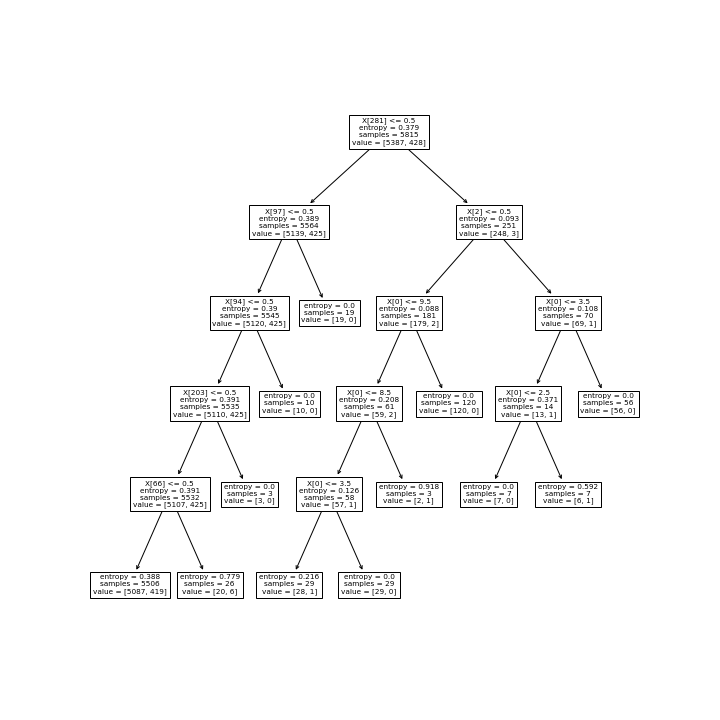 X[281] <= 0.5
entropy = 0.379
samples = 5815
value = [5387, 428]
X[97] <= 0.5
entropy = 0.389
samples = 5564
value = [5139, 425]
X[2] <= 0.5
entropy = 0.093
samples = 251
value = [248, 3]
X[94] <= 0.5
entropy = 0.39
samples = 5545
value = [5120, 425]
entropy = 0.0
samples = 19
value = [19, 0]
X[0] <= 9.5
entropy = 0.088
samples = 181
value = [179, 2]
X[0] <= 3.5
entropy = 0.108
samples = 70
value = [69, 1]
X[203] <= 0.5
entropy = 0.391
samples = 5535
value = [5110, 425]
entropy = 0.0
samples = 10
value = [10, 0]
X[0] <= 8.5
entropy = 0.208
samples = 61
value = [59, 2]
entropy = 0.0
samples = 120
value = [120, 0]
X[0] <= 2.5
entropy = 0.371
samples = 14
value = [13, 1]
entropy = 0.0
samples = 56
value = [56, 0]
X[66] <= 0.5
entropy = 0.391
samples = 5532
value = [5107, 425]
entropy = 0.0
samples = 3
value = [3, 0]
X[0] <= 3.5
entropy = 0.126
samples = 58
value = [57, 1]
entropy = 0.918
samples = 3
value = [2, 1]
entropy = 0.0
samples = 7
value = [7, 0]
entropy = 0.592
samples = 7
value = [6, 1]
entropy = 0.388
samples = 5506
value = [5087, 419]
entropy = 0.779
samples = 26
value = [20, 6]
entropy = 0.216
samples = 29
value = [28, 1]
entropy = 0.0
samples = 29
value = [29, 0]